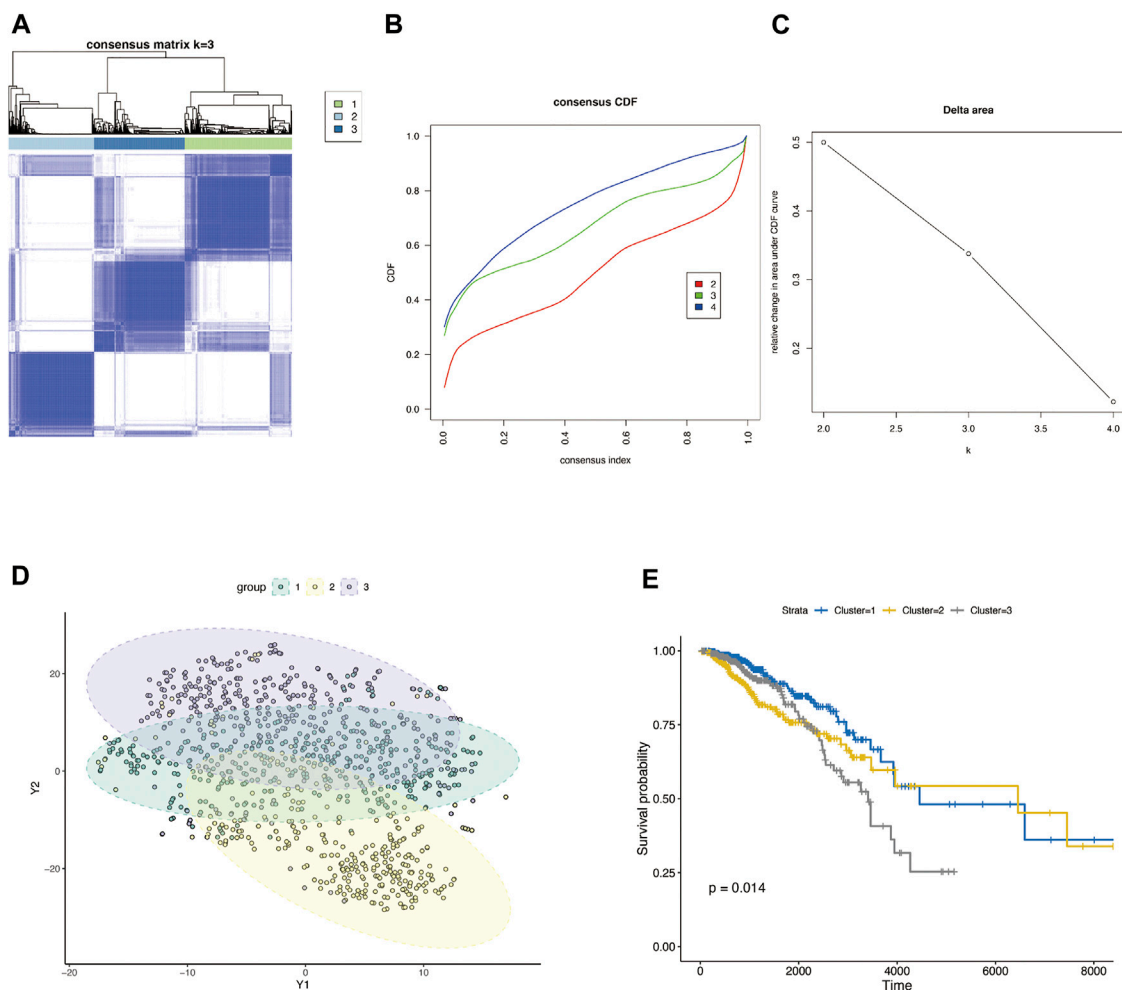 A
consensus matrix k=3
1
2
3
B
consensus CDF
CDF
1.0
0.8
0.6
0.4
0.2
0.0
0.0
0.2
0.4
0.6
0.8
1.0
consensus index
2
3
4
C
Delta area
relative change in area under CDF curve
0.5
0.4
0.3
0.2
2.0
2.5
3.0
3.5
4.0
k
D
group 1 2 3
Y2
20
0
−20
−20
−10
0
10
Y1
E
Strata Cluster=1 Cluster=2 Cluster=3
Survival probability
1.00
0.75
0.50
0.25
0.00
p = 0.014
0
2000
4000
6000
8000
Time